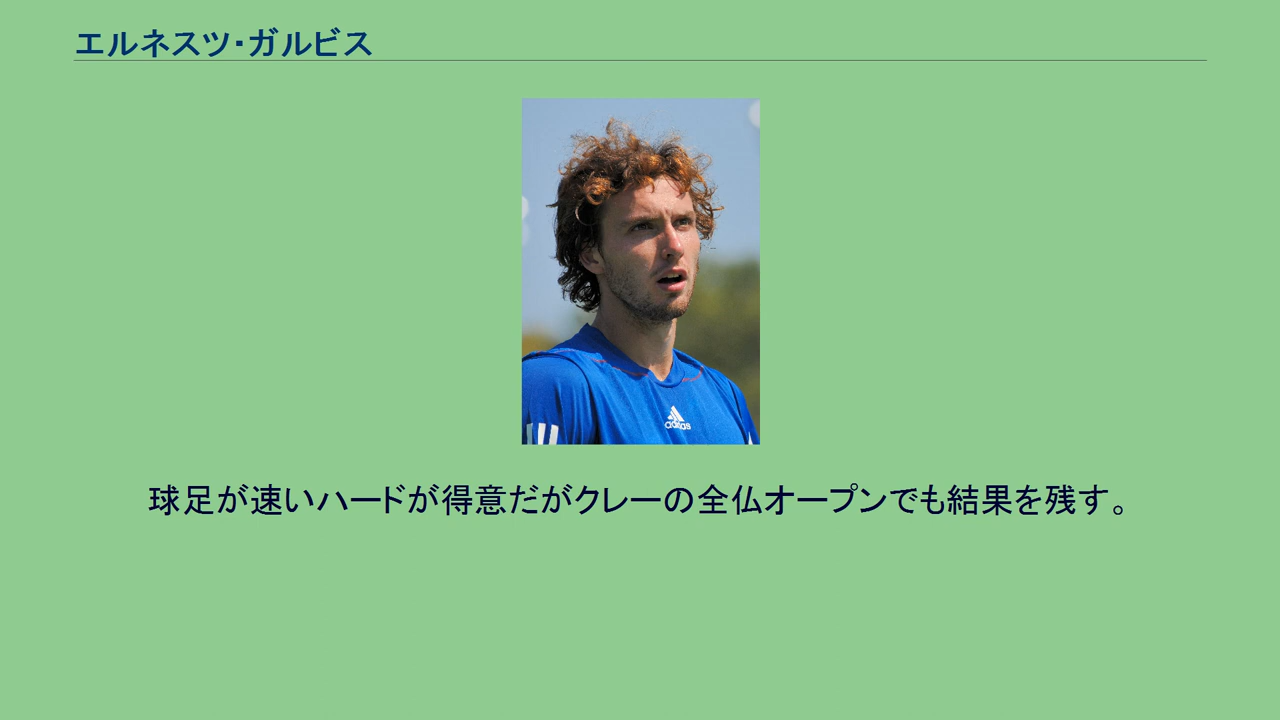 エルネスツ・ガルビス
adidas
球足が速いハードが得意だがクレーの全仏オープンでも結果を残す。